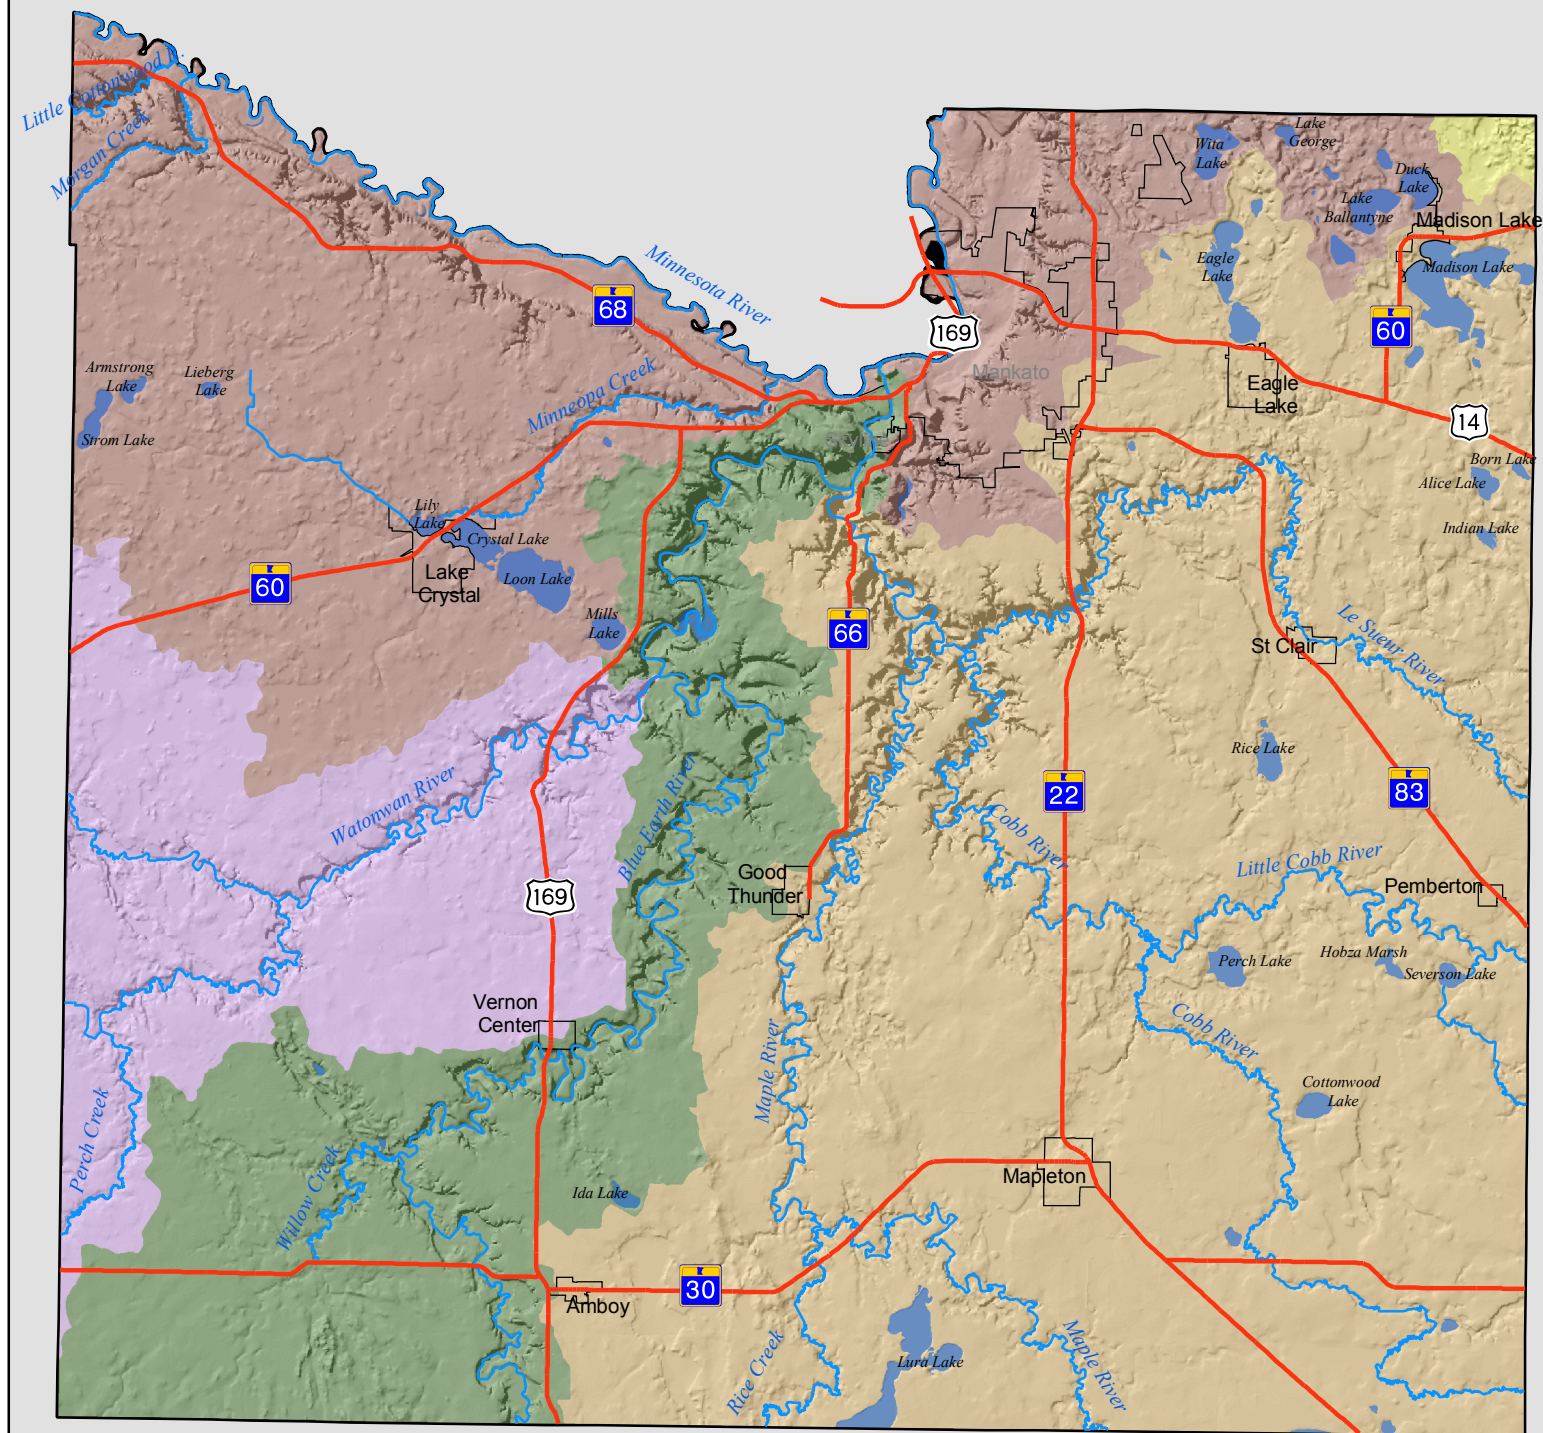 Little Cottonwood R.
Morgan Creek
Minnesota River
68
169
Lake
George
Wita
Lake
Duck
Lake
Lake
Ballantyne
Madison Lake
Eagle
Lake
Madison Lake
60
Armstrong
Lake
Lieberg
Lake
Strom Lake
Minneopa Creek
Mankato
Eagle
Lake
14
Born Lake
Alice Lake
Indian Lake
Lily
Lake
Crystal Lake
Loon Lake
Lake
Crystal
60
Mills
Lake
66
Le Sueur River
St Clair
Rice Lake
Watonwan River
Blue Earth River
22
83
Cobb River
Little Cobb River
Good
Thunder
169
Pemberton
Perch Lake
Hobza Marsh
Severson Lake
Vernon
Center
Cobb River
Maple River
Cottonwood
Lake
Perch Creek
Willow Creek
Ida Lake
Mapleton
30
Amboy
Lura Lake
Rice Creek
Maple River